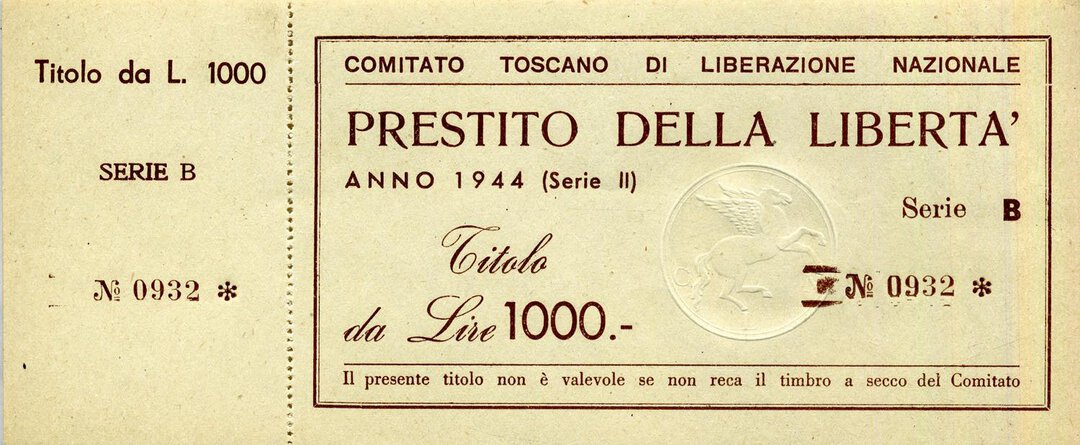 Titolo da L. 1000
SERIE B
№ 0932 *
COMITATO TOSCANO DI LIBERAZIONE NAZIONALE
PRESTITO DELLA LIBERTA'
ANNO 1944 (Serie II)
Serie B
Titolo
№ 0932 *
da Lire 1000.-
Il presente titolo non è valevole se non reca il timbro a secco del Comitato